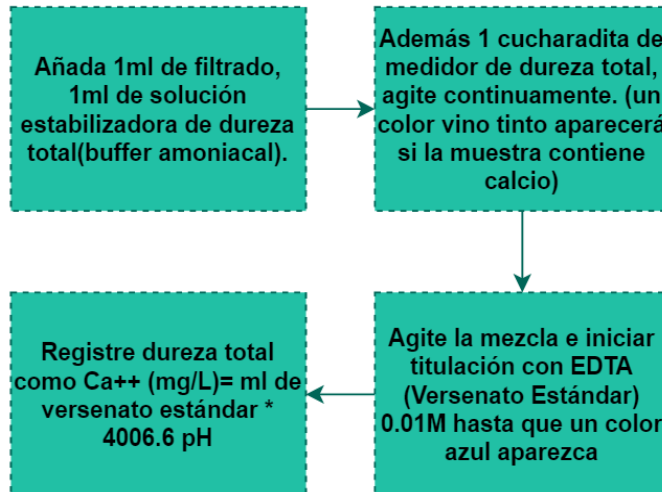 Añada 1ml de filtrado,
1ml de solución
estabilizadora de dureza
total(buffer amoniacal).
Además 1 cucharadita de
medidor de dureza total,
agite continuamente. (un
color vino tinto aparecerá
si la muestra contiene
calcio)
Agite la mezcla e iniciar
titulación con EDTA
(Versenato Estándar)
0.01M hasta que un color
azul aparezca
Registre dureza total
como Ca++ (mg/L)= ml de
versenato estándar *
4006.6 pH